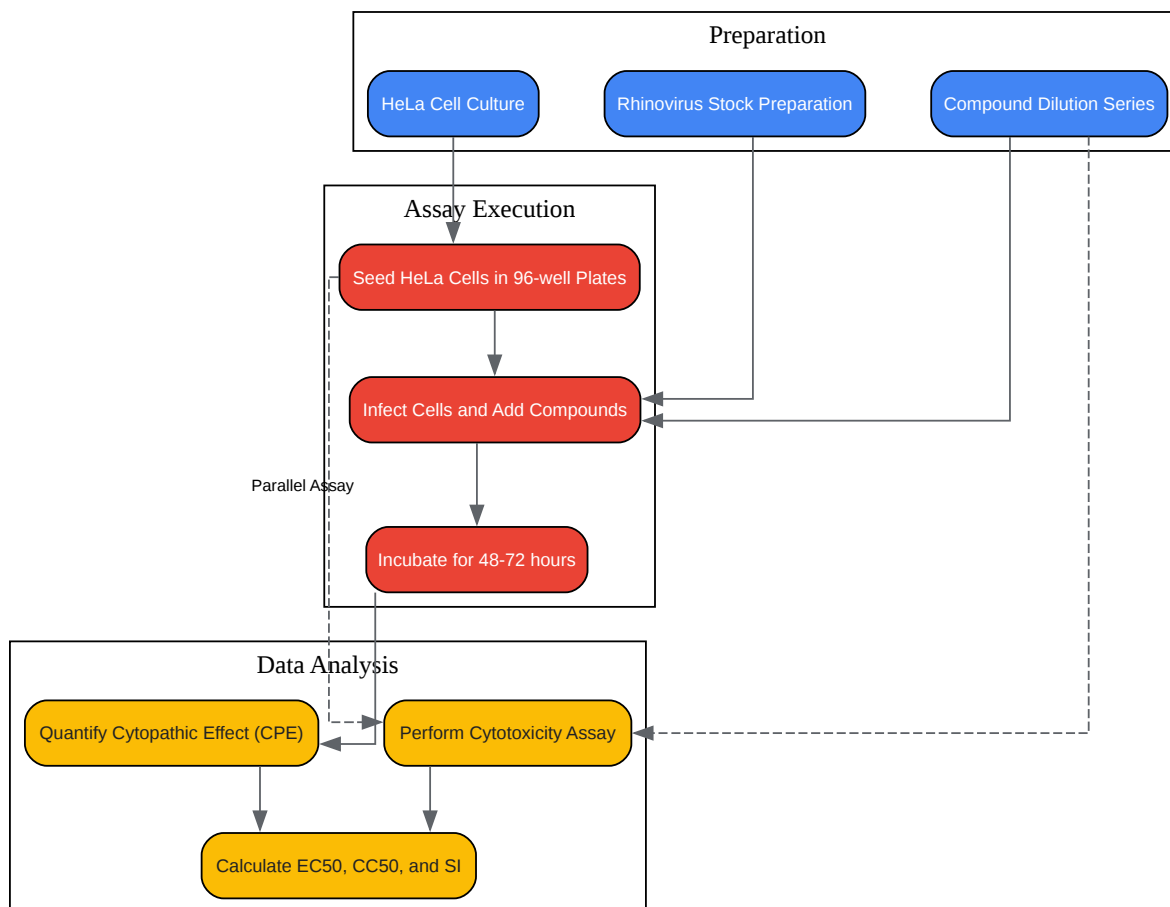 Preparation
HeLa Cell Culture
Rhinovirus Stock Preparation
Compound Dilution Series
Assay Execution
Seed HeLa Cells in 96-well Plates
Infect Cells and Add Compounds
Parallel Assay
Incubate for 48-72 hours
Data Analysis
Quantify Cytopathic Effect (CPE)
Perform Cytotoxicity Assay
Calculate EC50, CC50, and SI